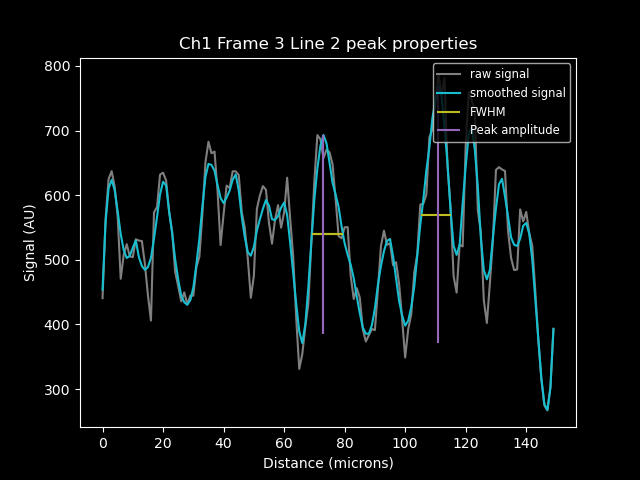 Ch1 Frame 3 Line 2 peak properties
raw signal
smoothed signal
FWHM
Peak amplitude
Signal (AU)
800
700
600
500
400
300
0 20 40 60 80 100 120 140
Distance (microns)